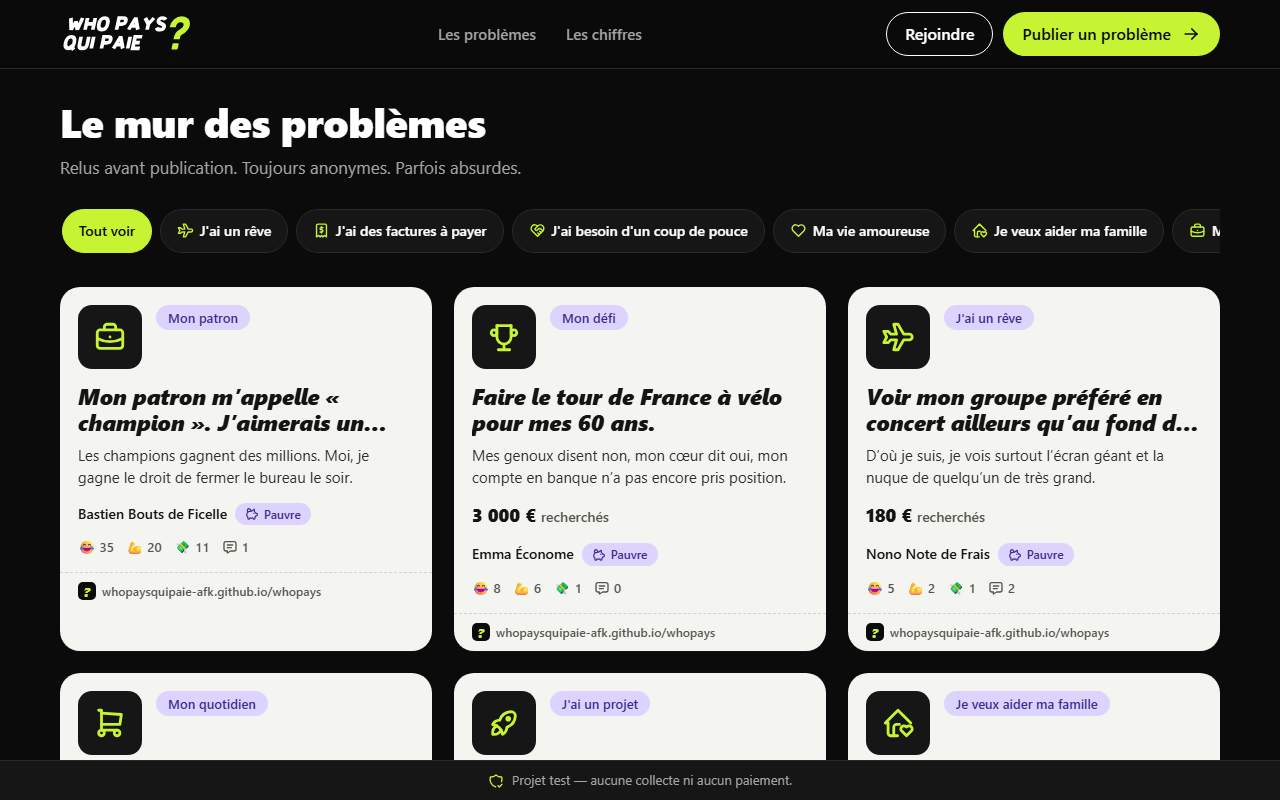 WHO PAYS
QUI PAIE ?
Les problèmes
Les chiffres
Rejoindre
Publier un problème
Le mur des problèmes
Relus avant publication. Toujours anonymes. Parfois absurdes.
Tout voir
J'ai un rêve
J'ai des factures à payer
J'ai besoin d'un coup de pouce
Ma vie amoureuse
Je veux aider ma famille
Mon patron
Mon patron m’appelle «
champion ». J’aimerais un…
Les champions gagnent des millions. Moi, je
gagne le droit de fermer le bureau le soir.
Bastien Bouts de Ficelle
Pauvre
35 20 11 1
? whopaysquipaie-afk.github.io/whopays
Mon défi
Faire le tour de France à vélo
pour mes 60 ans.
Mes genoux disent non, mon cœur dit oui, mon
compte en banque n’a pas encore pris position.
3 000 € recherchés
Emma Économe
Pauvre
8 6 1 0
? whopaysquipaie-afk.github.io/whopays
J'ai un rêve
Voir mon groupe préféré en
concert ailleurs qu’au fond d…
D’où je suis, je vois surtout l’écran géant et la
nuque de quelqu’un de très grand.
180 € recherchés
Nono Note de Frais
Pauvre
5 2 1 2
? whopaysquipaie-afk.github.io/whopays
Mon quotidien
J'ai un projet
Je veux aider ma famille
Projet test — aucune collecte ni aucun paiement.